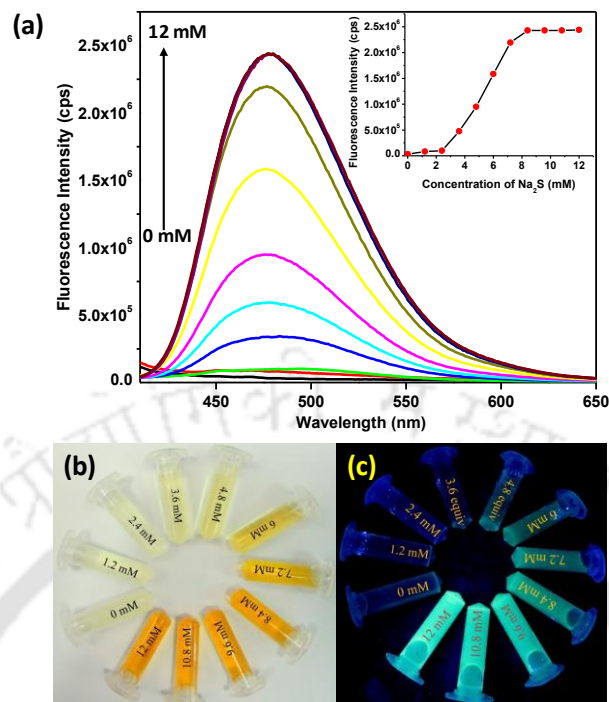 (a)
12 mM
0 mM
Fluorescence Intensity (cps)
2.5x10⁶
2.0x10⁶
1.5x10⁶
1.0x10⁶
5.0x10⁵
0.0
450
500
550
600
650
Wavelength (nm)
Fluorescence Intensity (cps)
2.5x10⁶
2.0x10⁶
1.5x10⁶
1.0x10⁶
5.0x10⁵
0.0
0
2
4
6
8
10
12
Concentration of Na₂S (mM)
(b)
0 mM
1.2 mM
2.4 mM
3.6 mM
4.8 mM
6 mM
7.2 mM
8.4 mM
9.6 mM
10.8 mM
12 mM
(c)
0 mM
1.2 mM
2.4 mM
3.6 equiv
4.8 equiv
6 mM
7.2 mM
8.4 mM
9.6 mM
10.8 mM
12 mM